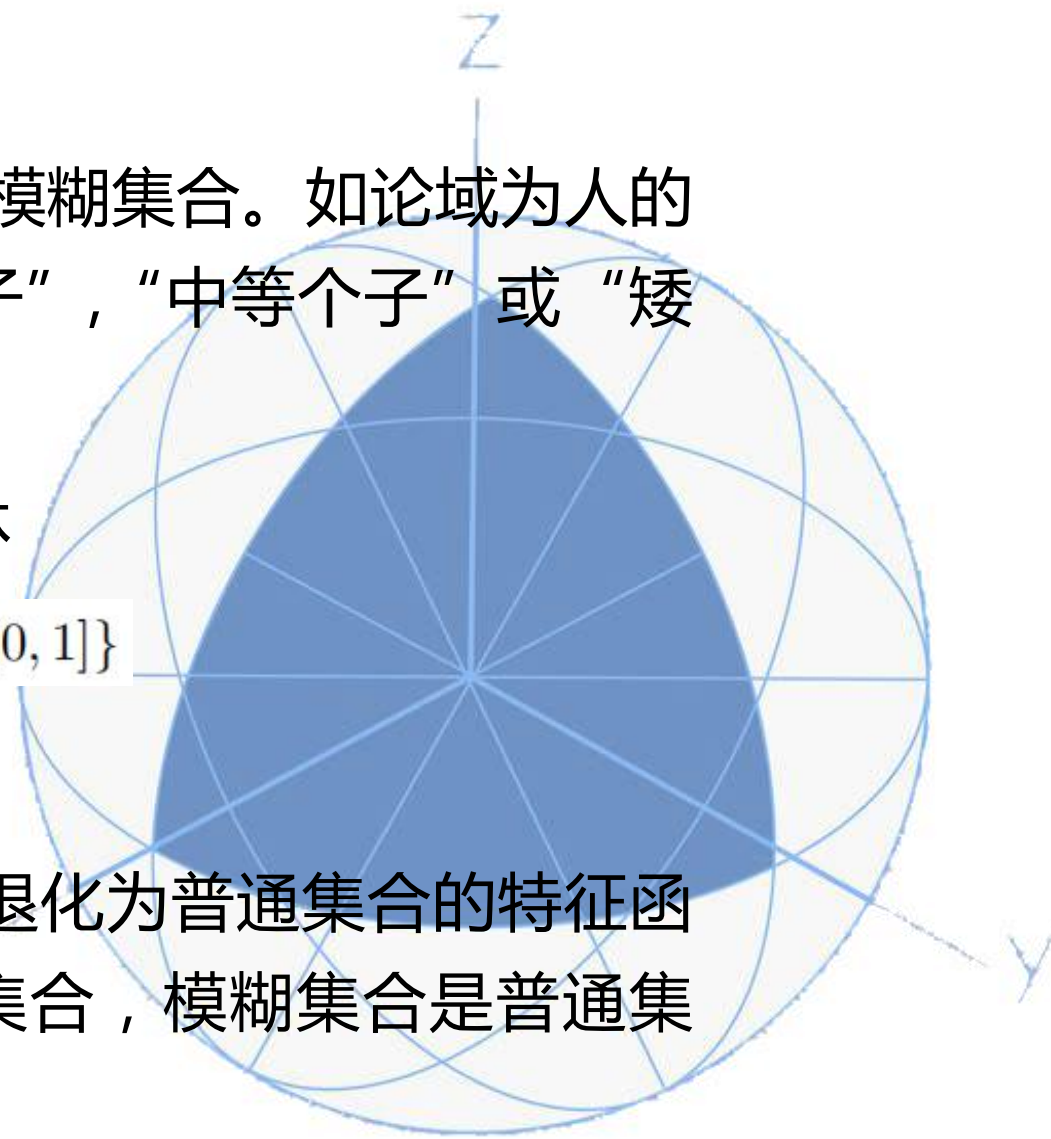 Z
模糊集合。如论域为人的
子”,“中等个子”或“矮
0, 1]}
退化为普通集合的特征函
集合，模糊集合是普通集
Y